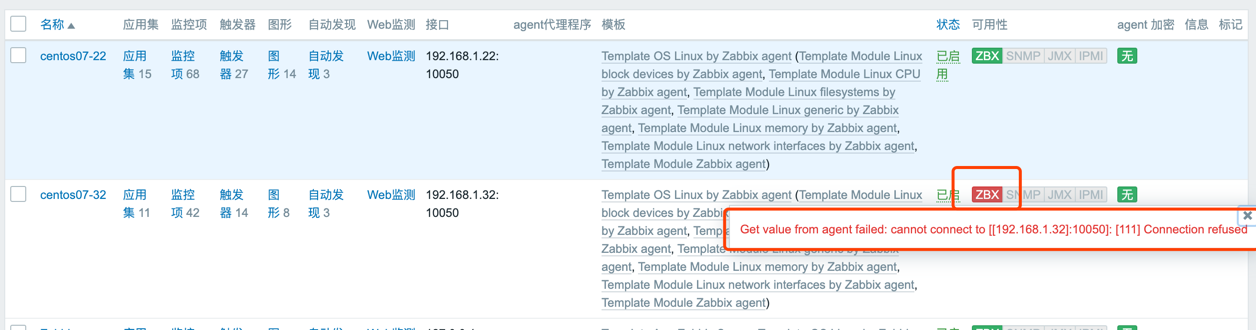 名称 ▲ 应用集 监控项 触发器 图形 自动发现 Web监测 接口 agent代理程序 模板 状态 可用性 agent 加密 信息 标记
centos07-22 应用 监控 触发 图 自动发 Web监测 192.168.1.22: Template OS Linux by Zabbix agent (Template Module Linux 已启 ZBX SNMP JMX IPMI 无
集 15 项 68 器 27 形 14 现 3 10050 block devices by Zabbix agent, Template Module Linux CPU 用
by Zabbix agent, Template Module Linux filesystems by
Zabbix agent, Template Module Linux generic by Zabbix
agent, Template Module Linux memory by Zabbix agent,
Template Module Linux network interfaces by Zabbix agent,
Template Module Zabbix agent)
centos07-32 应用 监控 触发 图 自动发 Web监测 192.168.1.32: Template OS Linux by Zabbix agent (Template Module Linux 已启 ZBX SNMP JMX IPMI 无
集 11 项 42 器 14 形 8 现 3 10050 block devices by
by Zabbix agent,
Get value from agent failed: cannot connect to [[192.168.1.32]:10050]: [111] Connection refused
Zabbix agent,
agent, Template Module Linux memory by Zabbix agent,
Template Module Linux network interfaces by Zabbix agent,
Template Module Zabbix agent)